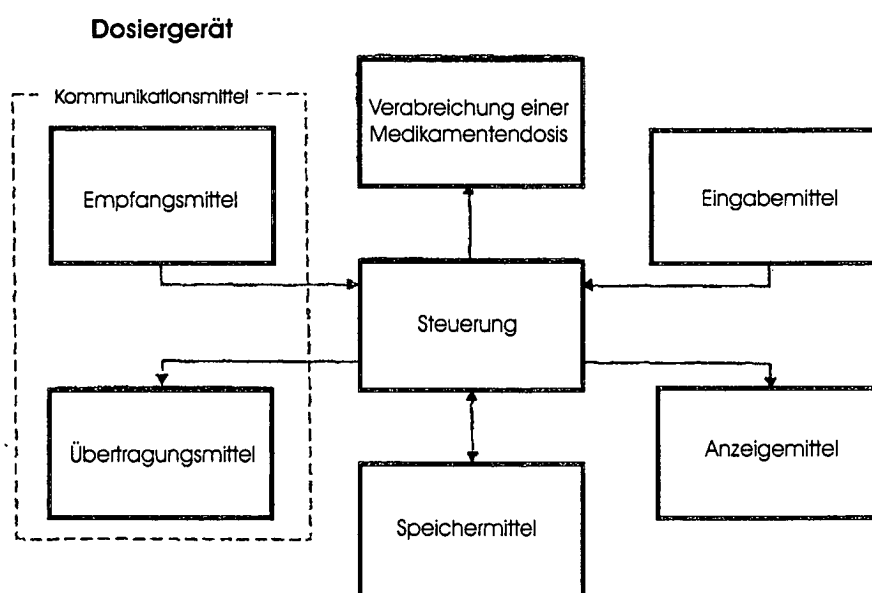 Dosiergerät
Kommunikationsmittel
Verabreichung einer
Medikamentendosis
Empfangsmittel
Eingabemittel
Steuerung
Übertragungsmittel
Anzeigemittel
Speichermittel